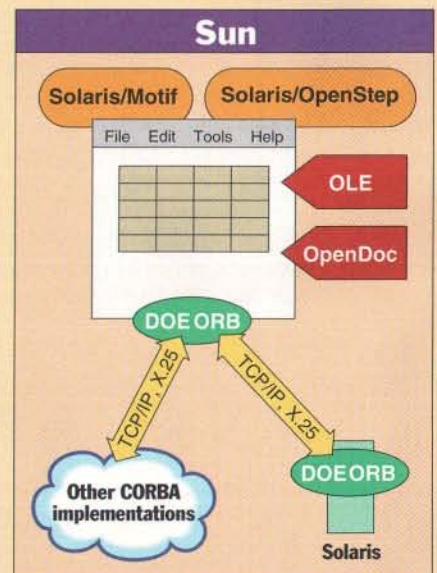 Sun
Solaris/Motif
Solaris/OpenStep
File Edit Tools Help
OLE
OpenDoc
DOE ORB
TCP/IP, X.25
TCP/IP, X.25
Other CORBA
implementations
DOE ORB
Solaris